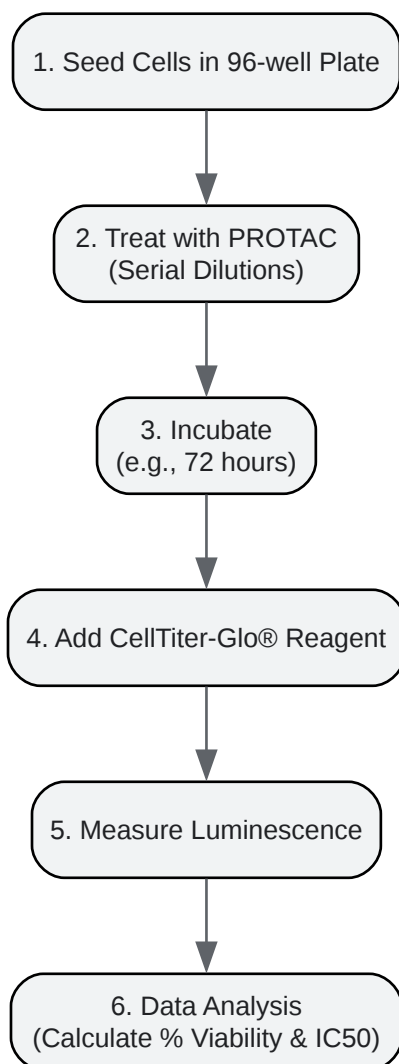 1. Seed Cells in 96-well Plate
2. Treat with PROTAC
(Serial Dilutions)
3. Incubate
(e.g., 72 hours)
4. Add CellTiter-Glo® Reagent
5. Measure Luminescence
6. Data Analysis
(Calculate % Viability & IC50)